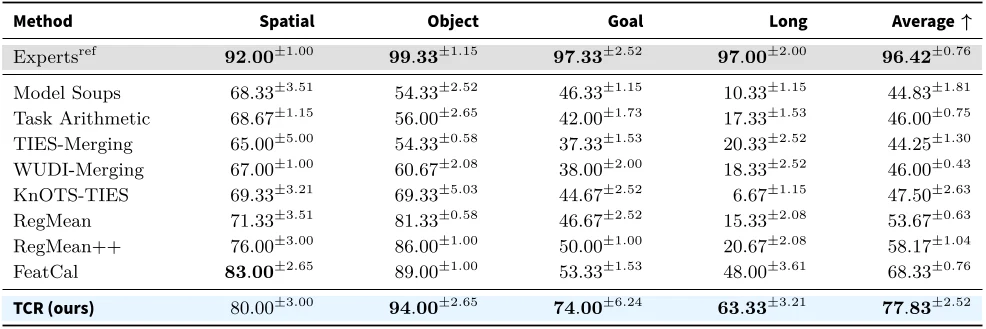 Method Spatial Object Goal Long Average ↑
Experts^ref 92.00^±1.00 99.33^±1.15 97.33^±2.52 97.00^±2.00 96.42^±0.76
Model Soups 68.33^±3.51 54.33^±2.52 46.33^±1.15 10.33^±1.15 44.83^±1.81
Task Arithmetic 68.67^±1.15 56.00^±2.65 42.00^±1.73 17.33^±1.53 46.00^±0.75
TIES-Merging 65.00^±5.00 54.33^±0.58 37.33^±1.53 20.33^±2.52 44.25^±1.30
WUDI-Merging 67.00^±1.00 60.67^±2.08 38.00^±2.00 18.33^±2.52 46.00^±0.43
KnOTS-TIES 69.33^±3.21 69.33^±5.03 44.67^±2.52 6.67^±1.15 47.50^±2.63
RegMean 71.33^±3.51 81.33^±0.58 46.67^±2.52 15.33^±2.08 53.67^±0.63
RegMean++ 76.00^±3.00 86.00^±1.00 50.00^±1.00 20.67^±2.08 58.17^±1.04
FeatCal 83.00^±2.65 89.00^±1.00 53.33^±1.53 48.00^±3.61 68.33^±0.76
TCR (ours) 80.00^±3.00 94.00^±2.65 74.00^±6.24 63.33^±3.21 77.83^±2.52